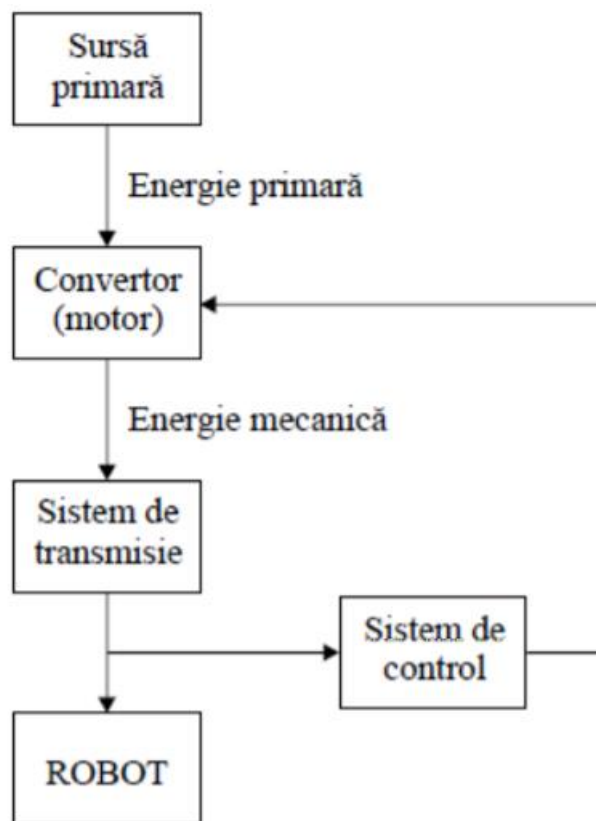 Sursă
primară
Energie primară
Convertor
(motor)
Energie mecanică
Sistem de
transmisie
Sistem de
control
ROBOT